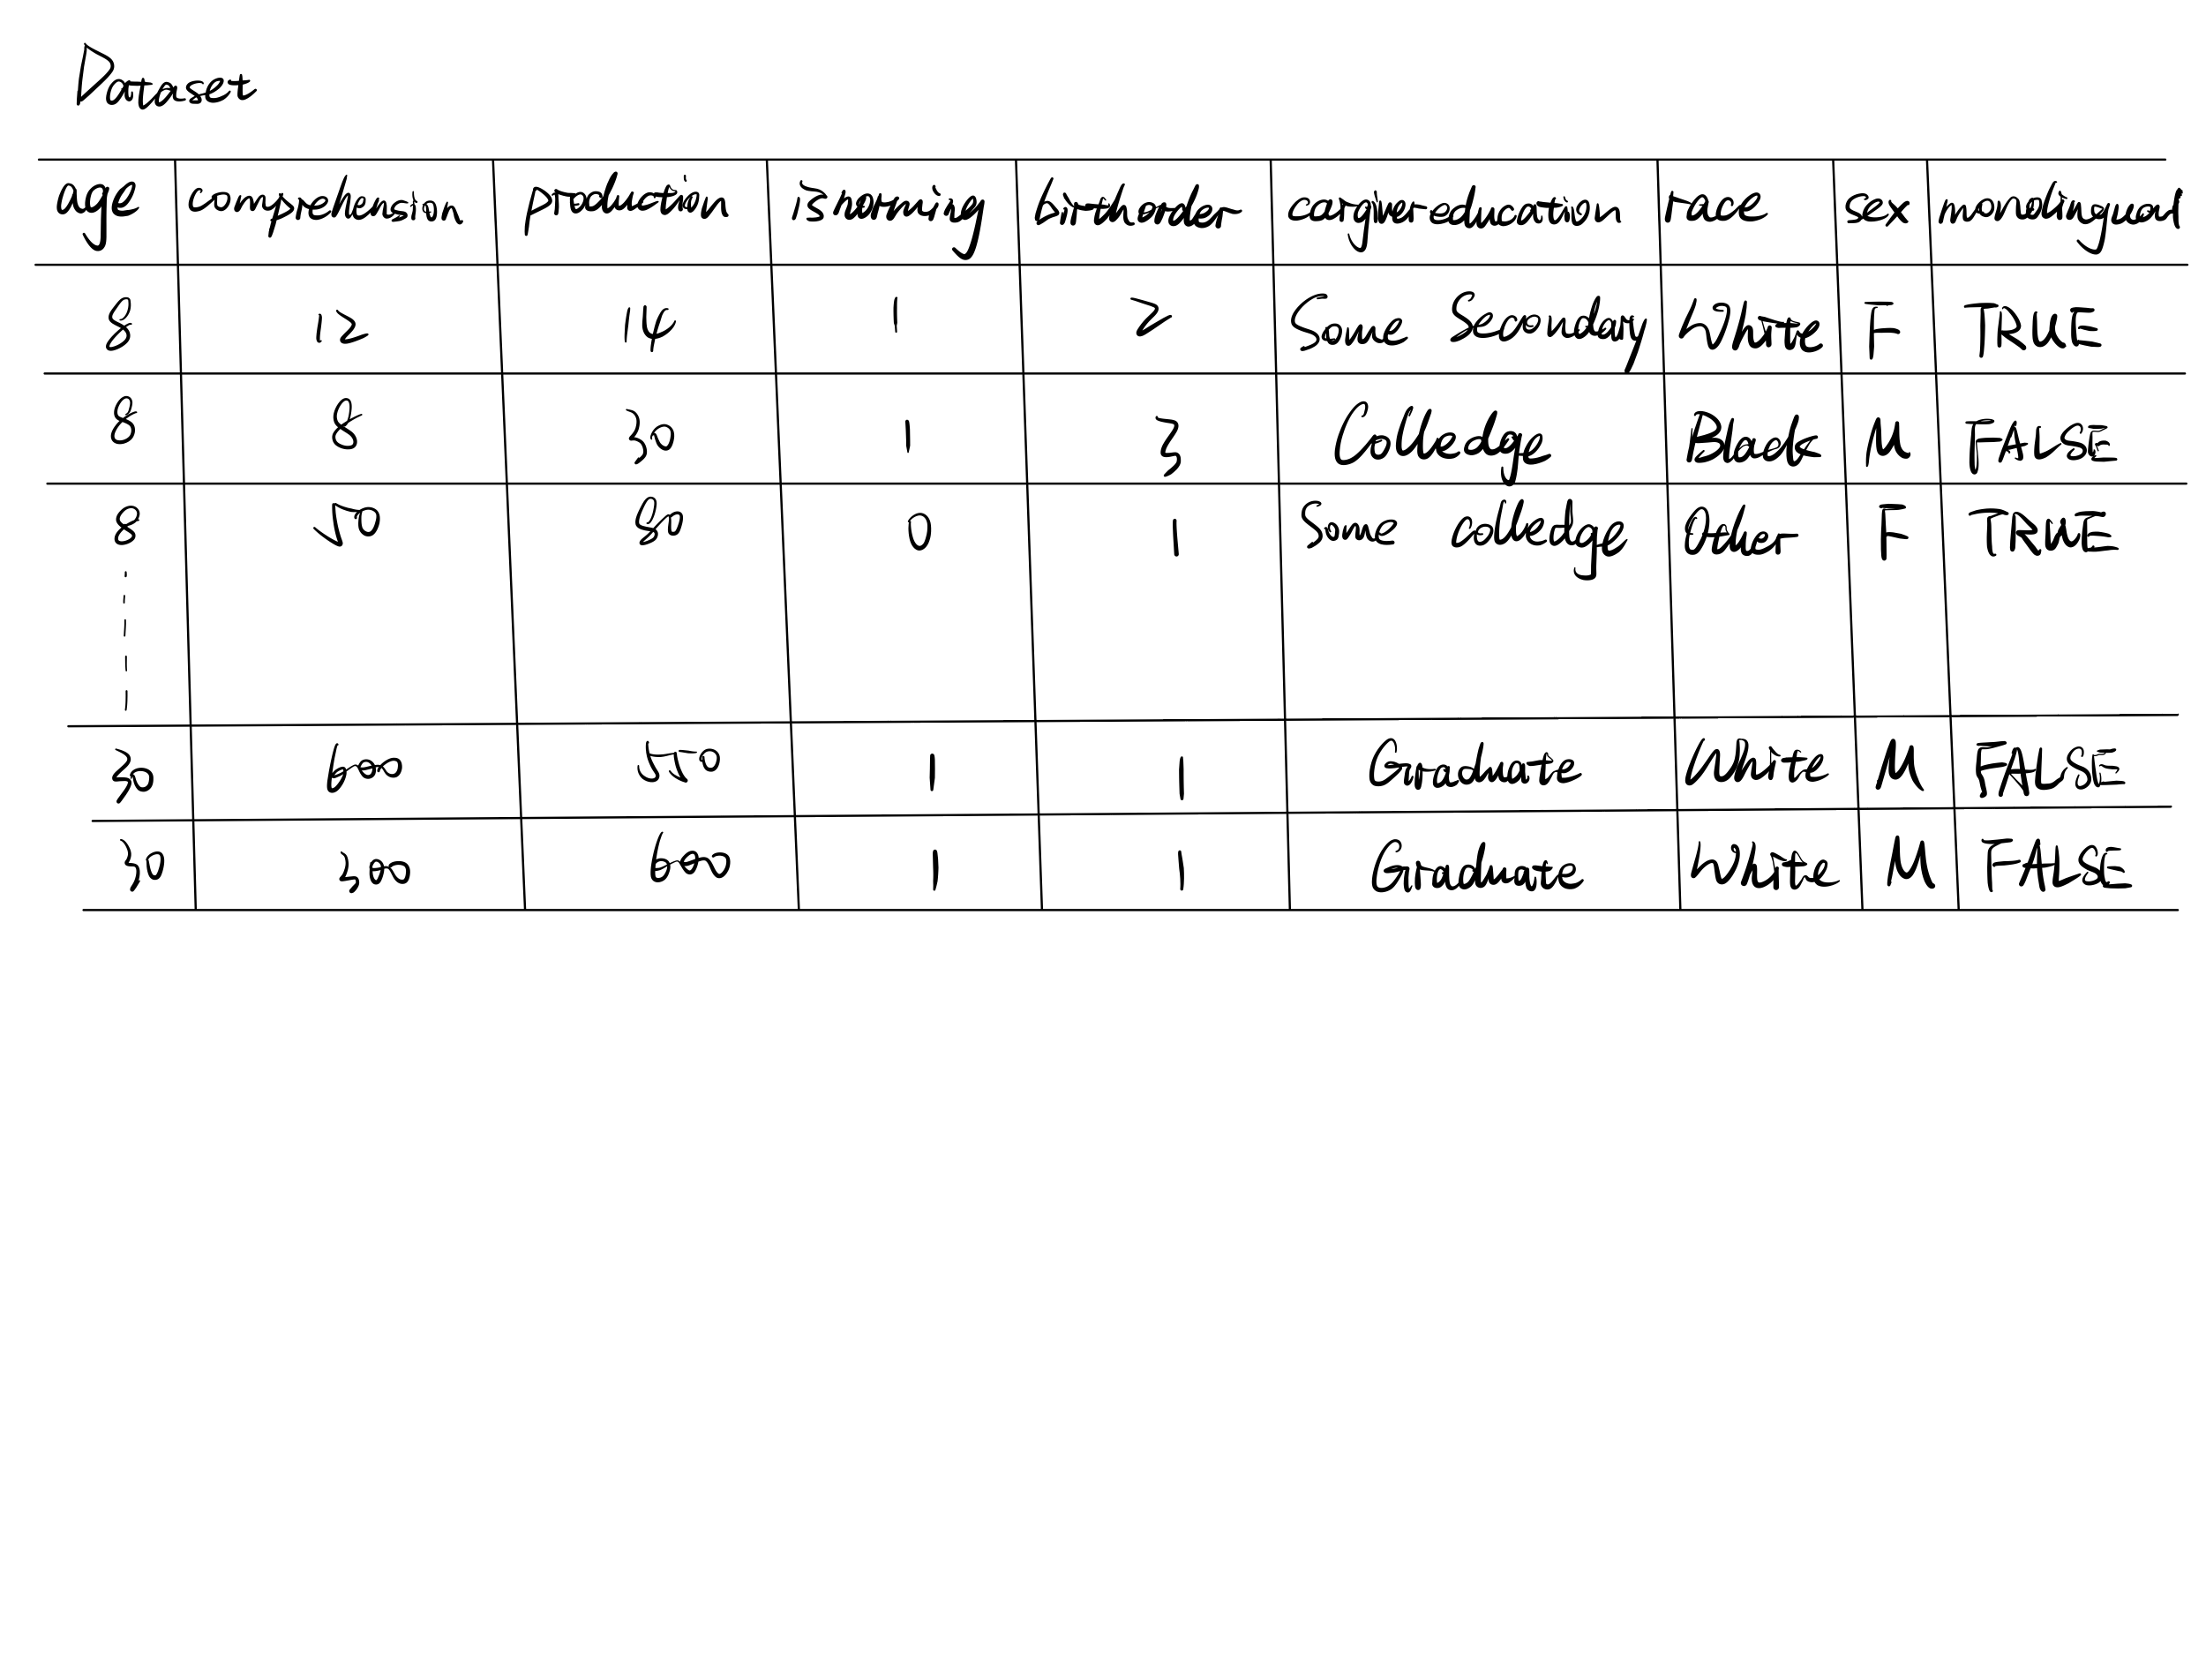 Dataset
age comprehension production isnorming birthorder caregivereducation race sex monolingual
8 12 14 1 2 Some Secondary White F TRUE
8 8 30 1 3 Colledge Black M FALSE
8 50 80 0 1 Some colledge Other F TRUE
30 600 550 1 1 Graduate White M FALSE
30 200 600 1 1 Graduate White M FALSE